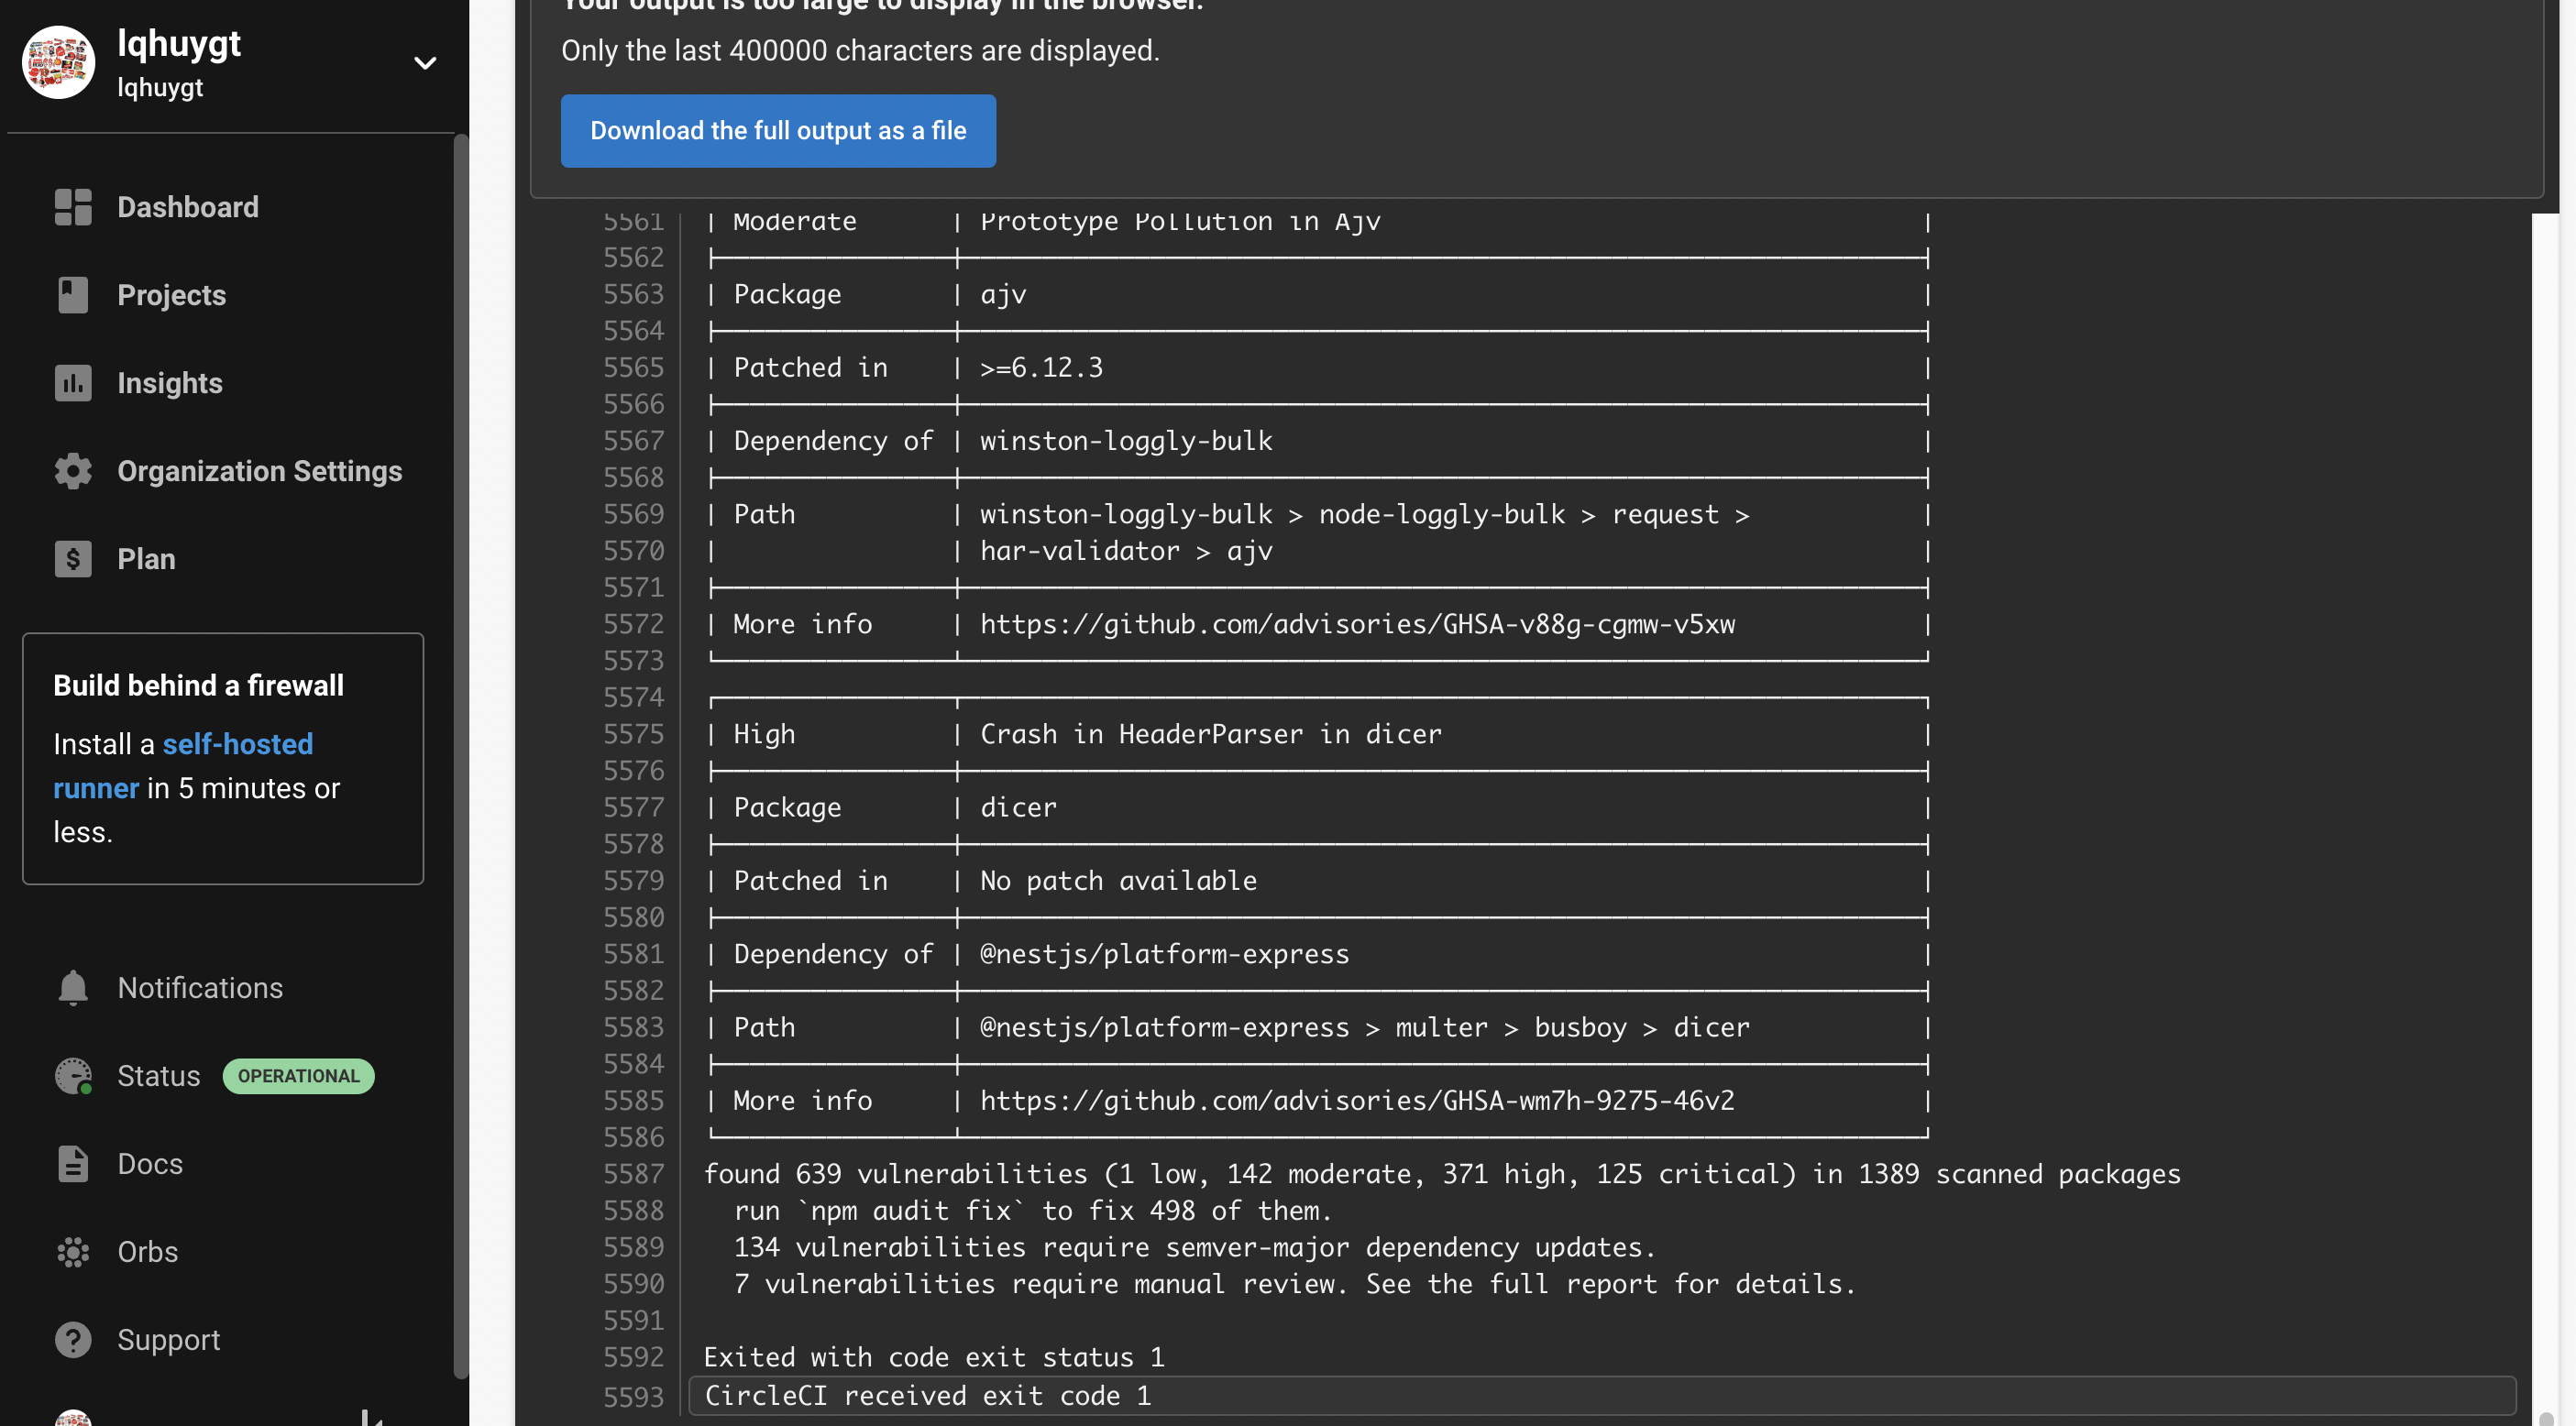 lqhuygt
lqhuygt
Dashboard
Projects
Insights
Organization Settings
Plan
Build behind a firewall
Install a self-hosted
runner in 5 minutes or
less.
Notifications
Status OPERATIONAL
Docs
Orbs
Support
Your output is too large to display in the browser.
Only the last 400000 characters are displayed.
Download the full output as a file
5561 | Moderate | Prototype Pollution in Ajv |
5562
5563 | Package | ajv |
5564
5565 | Patched in | >=6.12.3 |
5566
5567 | Dependency of | winston-loggly-bulk |
5568
5569 | Path | winston-loggly-bulk > node-loggly-bulk > request > |
5570 | | har-validator > ajv |
5571
5572 | More info | https://github.com/advisories/GHSA-v88g-cgmw-v5xw |
5573
5574
5575 | High | Crash in HeaderParser in dicer |
5576
5577 | Package | dicer |
5578
5579 | Patched in | No patch available |
5580
5581 | Dependency of | @nestjs/platform-express |
5582
5583 | Path | @nestjs/platform-express > multer > busboy > dicer |
5584
5585 | More info | https://github.com/advisories/GHSA-wm7h-9275-46v2 |
5586
5587 found 639 vulnerabilities (1 low, 142 moderate, 371 high, 125 critical) in 1389 scanned packages
5588 run `npm audit fix` to fix 498 of them.
5589 134 vulnerabilities require semver-major dependency updates.
5590 7 vulnerabilities require manual review. See the full report for details.
5591
5592 Exited with code exit status 1
5593 CircleCI received exit code 1